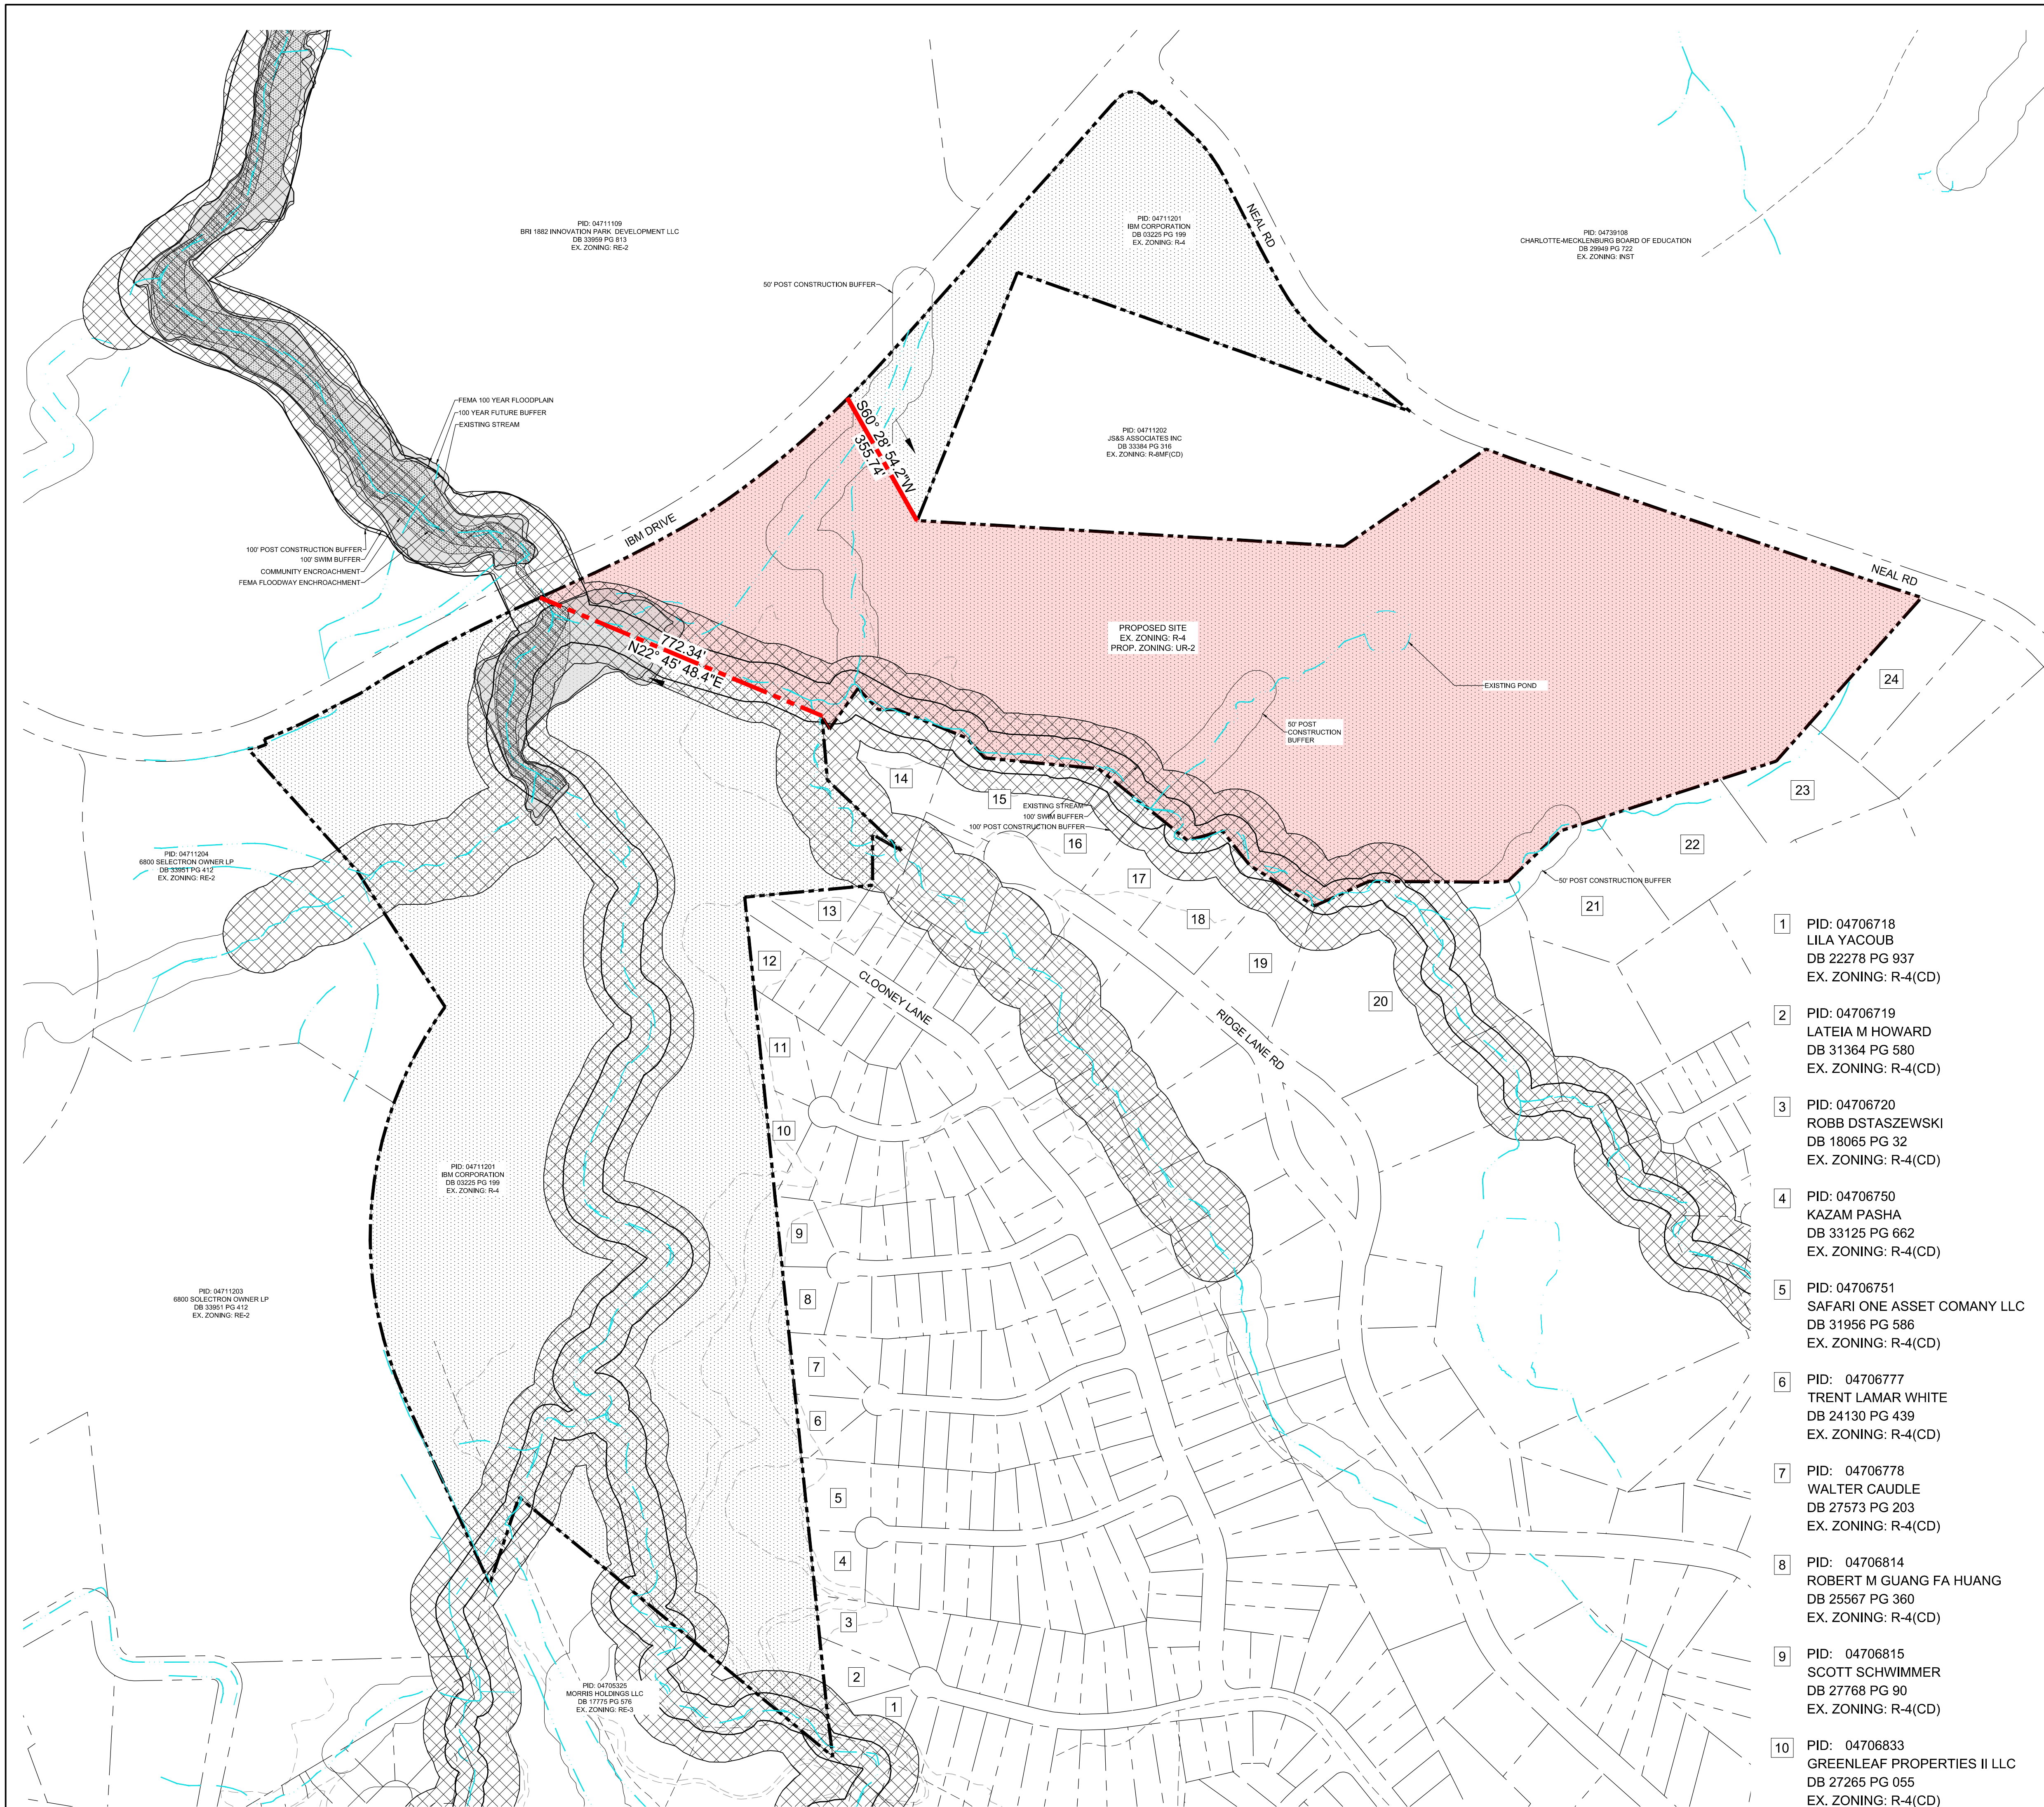 PID: 04711109
BRI 1882 INNOVATION PARK DEVELOPMENT LLC
DB 33959 PG 813
EX. ZONING: RE-2
PID: 04711201
IBM CORPORATION
DB 03225 PG 199
EX. ZONING: R-4
NEAL RD
PID: 04739108
CHARLOTTE-MECKLENBURG BOARD OF EDUCATION
DB 29949 PG 722
EX. ZONING: INST
50' POST CONSTRUCTION BUFFER
FEMA 100 YEAR FLOODPLAIN
100 YEAR FUTURE BUFFER
EXISTING STREAM
S60° 28' 54.2"W
355.74'
PID: 04711202
JS&S ASSOCIATES INC
DB 33384 PG 316
EX. ZONING: R-8MF(CD)
IBM DRIVE
100' POST CONSTRUCTION BUFFER
100' SWIM BUFFER
COMMUNITY ENCROACHMENT
FEMA FLOODWAY ENCHROACHMENT
NEAL RD
772.34'
N22° 45' 48.4"E
PROPOSED SITE
EX. ZONING: R-4
PROP. ZONING: UR-2
EXISTING POND
24
50' POST
CONSTRUCTION
BUFFER
14
15
23
EXISTING STREAM
100' SWIM BUFFER
100' POST CONSTRUCTION BUFFER
16
22
PID: 04711204
6800 SELECTRON OWNER LP
DB 33951 PG 412
EX. ZONING: RE-2
17
50' POST CONSTRUCTION BUFFER
21
13
18
12
19
CLOONEY LANE
20
RIDGE LANE RD
11
10
PID: 04711201
IBM CORPORATION
DB 03225 PG 199
EX. ZONING: R-4
9
PID: 04711203
6800 SOLECTRON OWNER LP
DB 33951 PG 412
EX. ZONING: RE-2
8
7
6
5
4
3
2
1
PID: 04705325
MORRIS HOLDINGS LLC
DB 17775 PG 576
EX. ZONING: RE-3
1 PID: 04706718
LILA YACOUB
DB 22278 PG 937
EX. ZONING: R-4(CD)
2 PID: 04706719
LATEIA M HOWARD
DB 31364 PG 580
EX. ZONING: R-4(CD)
3 PID: 04706720
ROBB DSTASZEWSKI
DB 18065 PG 32
EX. ZONING: R-4(CD)
4 PID: 04706750
KAZAM PASHA
DB 33125 PG 662
EX. ZONING: R-4(CD)
5 PID: 04706751
SAFARI ONE ASSET COMANY LLC
DB 31956 PG 586
EX. ZONING: R-4(CD)
6 PID: 04706777
TRENT LAMAR WHITE
DB 24130 PG 439
EX. ZONING: R-4(CD)
7 PID: 04706778
WALTER CAUDLE
DB 27573 PG 203
EX. ZONING: R-4(CD)
8 PID: 04706814
ROBERT M GUANG FA HUANG
DB 25567 PG 360
EX. ZONING: R-4(CD)
9 PID: 04706815
SCOTT SCHWIMMER
DB 27768 PG 90
EX. ZONING: R-4(CD)
10 PID: 04706833
GREENLEAF PROPERTIES II LLC
DB 27265 PG 055
EX. ZONING: R-4(CD)